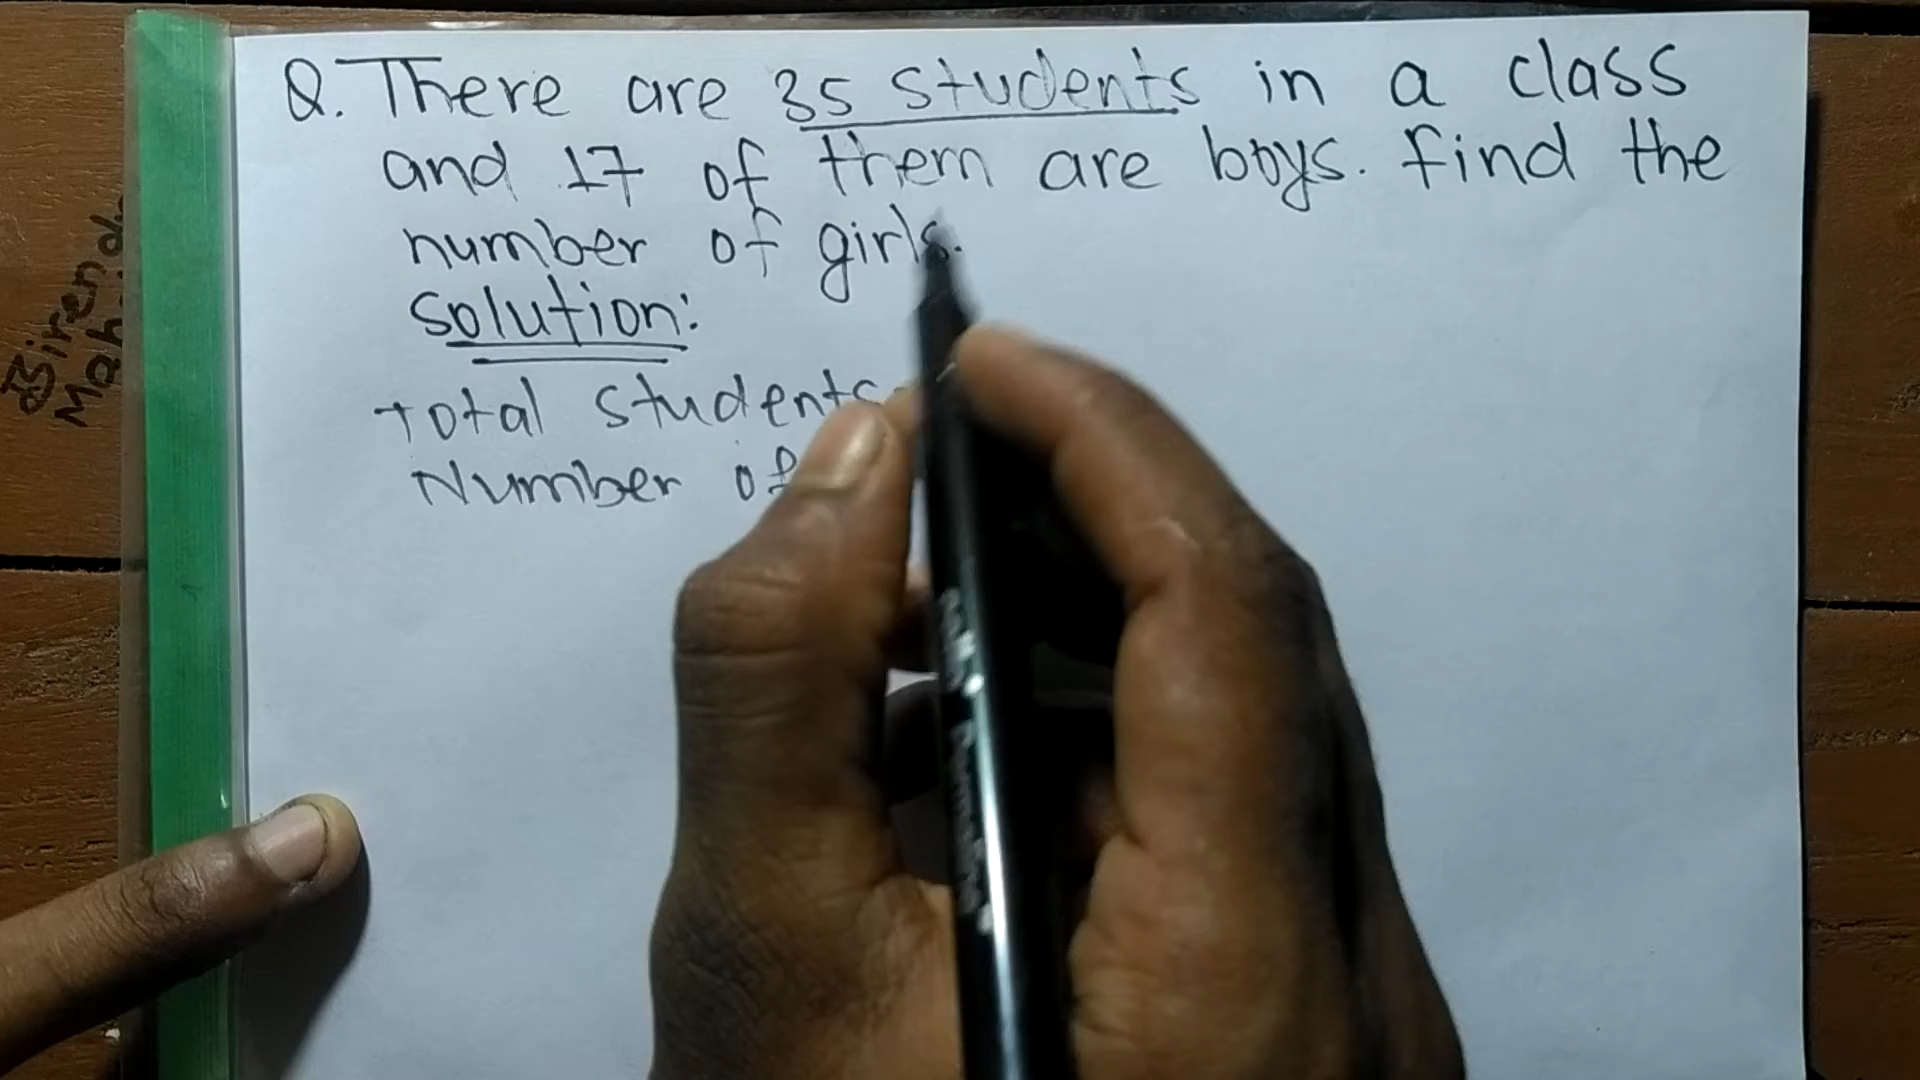 Q. There are 35 students in a class
and 17 of them are boys. find the
number of girls.
solution:
Total students
Number of
Birend